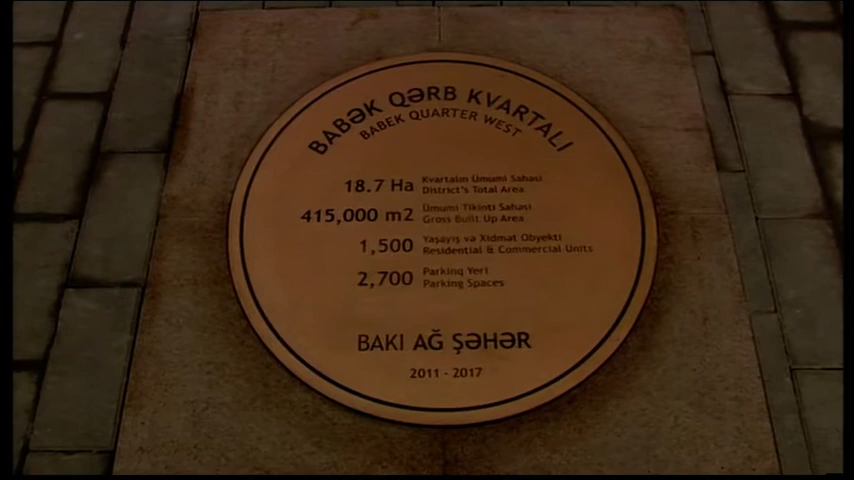 BABƏK QƏRB KVARTALI
BABEK QUARTER WEST
18.7 Ha Kvartalın Ümumi Sahəsi
District's Total Area
415,000 m2 Ümumi Tikinti Sahəsi
Gross Built Up Area
1,500 Yaşayış və Xidmət Obyekti
Residential & Commercial Units
2,700 Parkinq Yeri
Parking Spaces
BAKI AĞ ŞƏHƏR
2011 - 2017